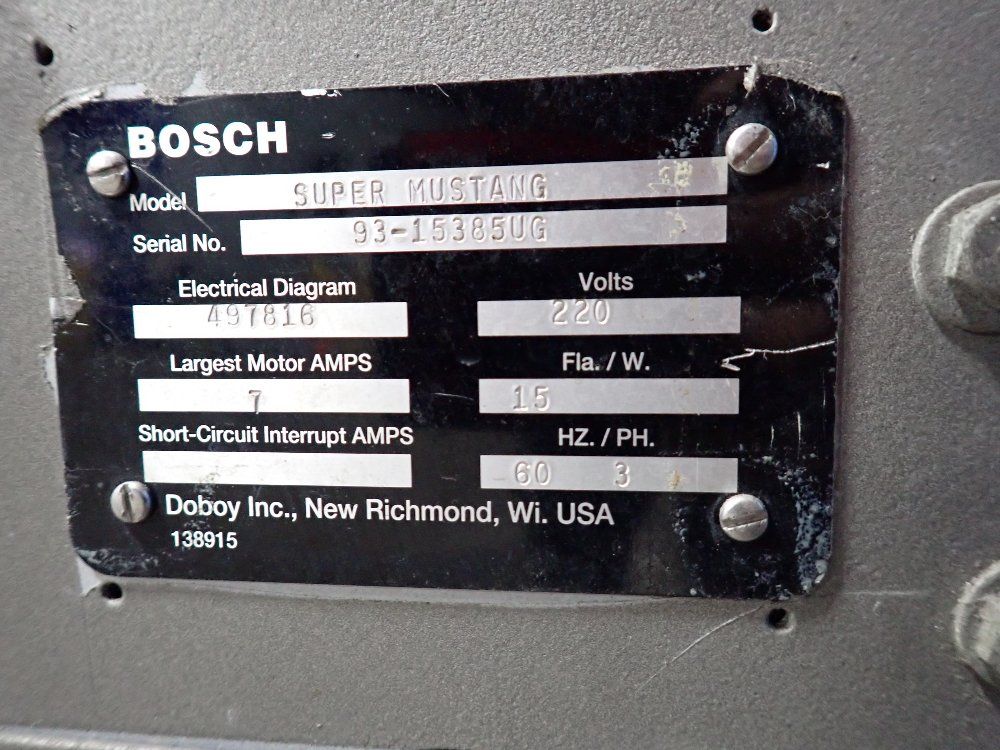 BOSCH
Model SUPER MUSTANG
Serial No. 93-15385UG
Electrical Diagram Volts
497816 220
Largest Motor AMPS Fla. / W.
7 15
Short-Circuit Interrupt AMPS HZ. / PH.
60 3
Doboy Inc., New Richmond, Wi. USA
138915